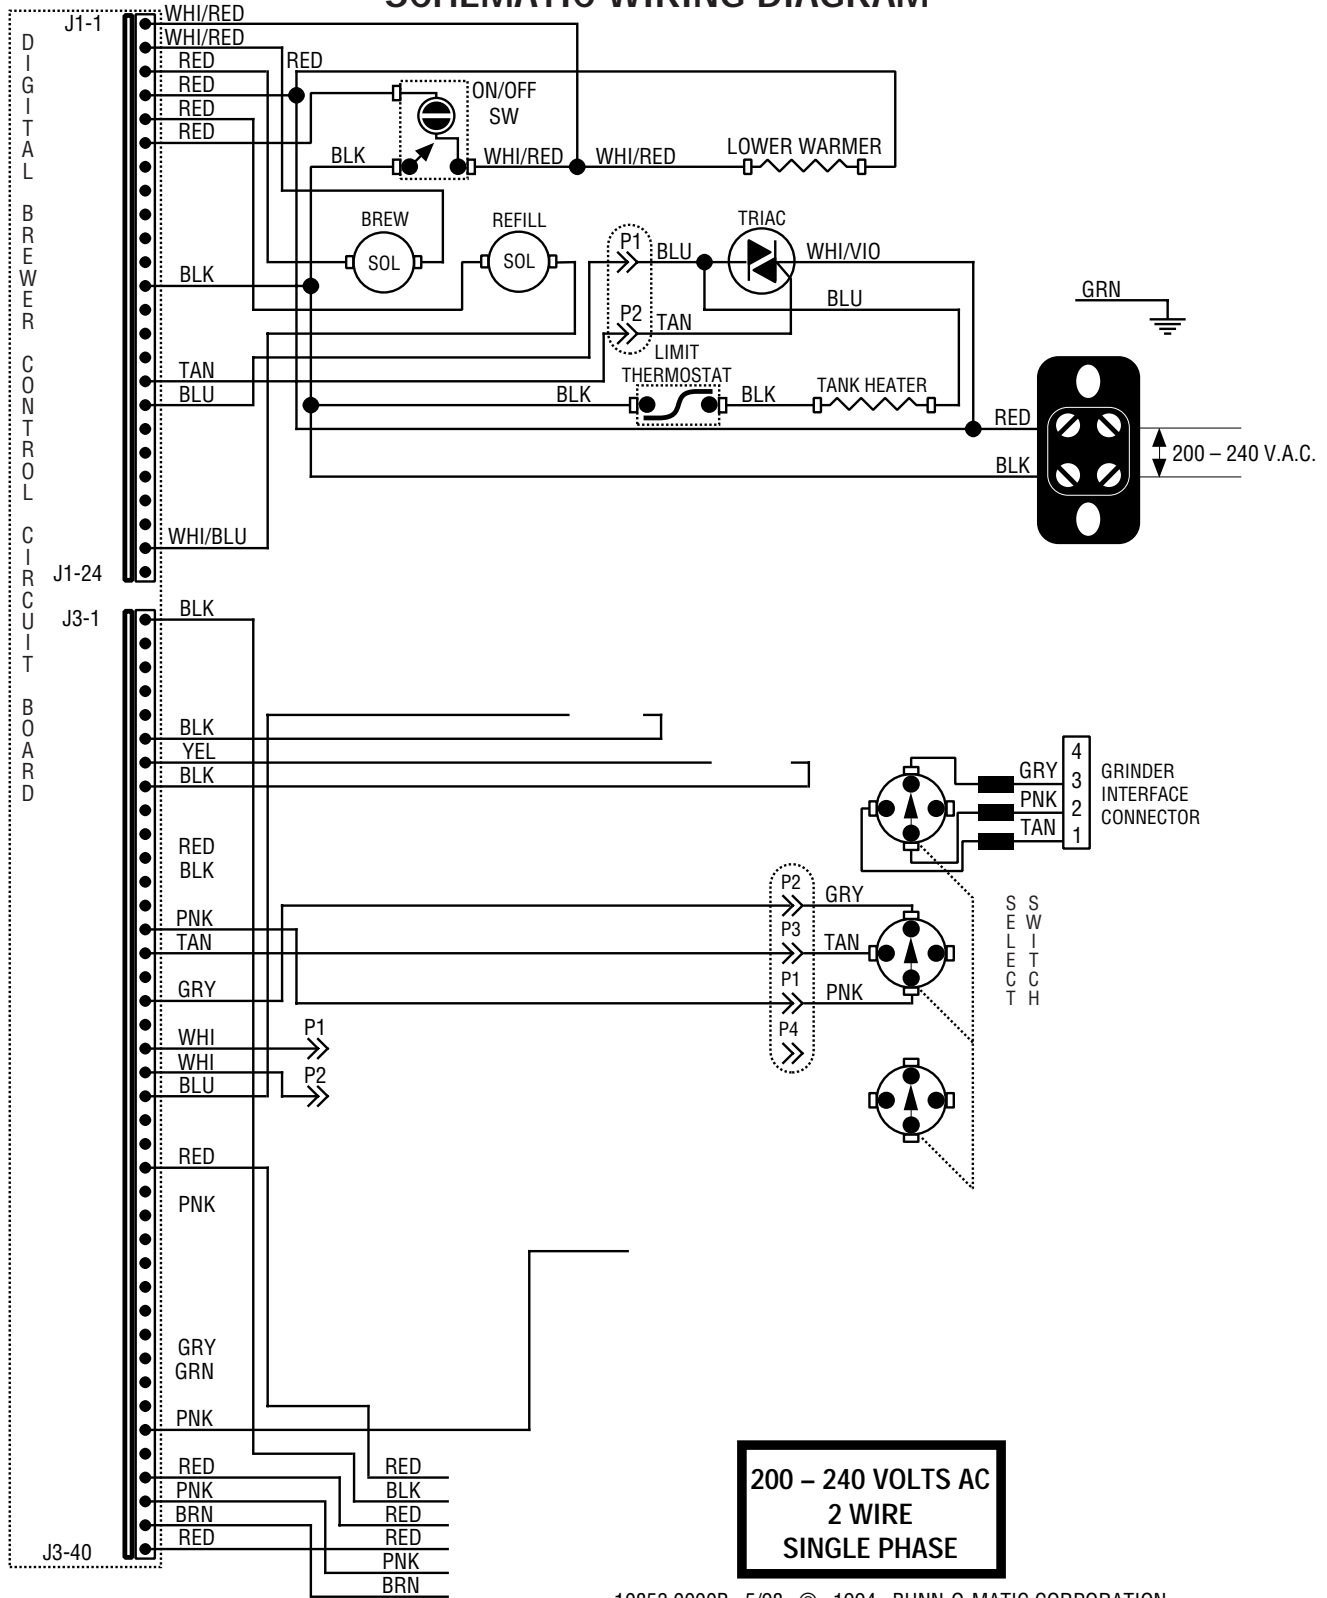 SCHEMATIC WIRING DIAGRAM
J1-1
WHI/RED
WHI/RED
RED
RED
RED
RED
RED
DIGITAL BREWER CONTROL CIRCUIT BOARD
ON/OFF
SW
BLK
WHI/RED
WHI/RED
LOWER WARMER
BREW
SOL
REFILL
SOL
P1
BLU
TRIAC
WHI/VIO
BLK
BLU
P2
TAN
GRN
LIMIT
THERMOSTAT
TAN
BLU
BLK
BLK
TANK HEATER
RED
BLK
200 – 240 V.A.C.
WHI/BLU
J1-24
J3-1
BLK
BLK
YEL
BLK
GRY
PNK
TAN
4
3
2
1
GRINDER
INTERFACE
CONNECTOR
RED
BLK
PNK
TAN
GRY
P2
GRY
P3
TAN
P1
PNK
P4
SELECT
SWITCH
WHI
P1
WHI
P2
BLU
RED
PNK
GRY
GRN
PNK
RED
PNK
BRN
RED
J3-40
RED
BLK
RED
RED
PNK
BRN
200 – 240 VOLTS AC
2 WIRE
SINGLE PHASE